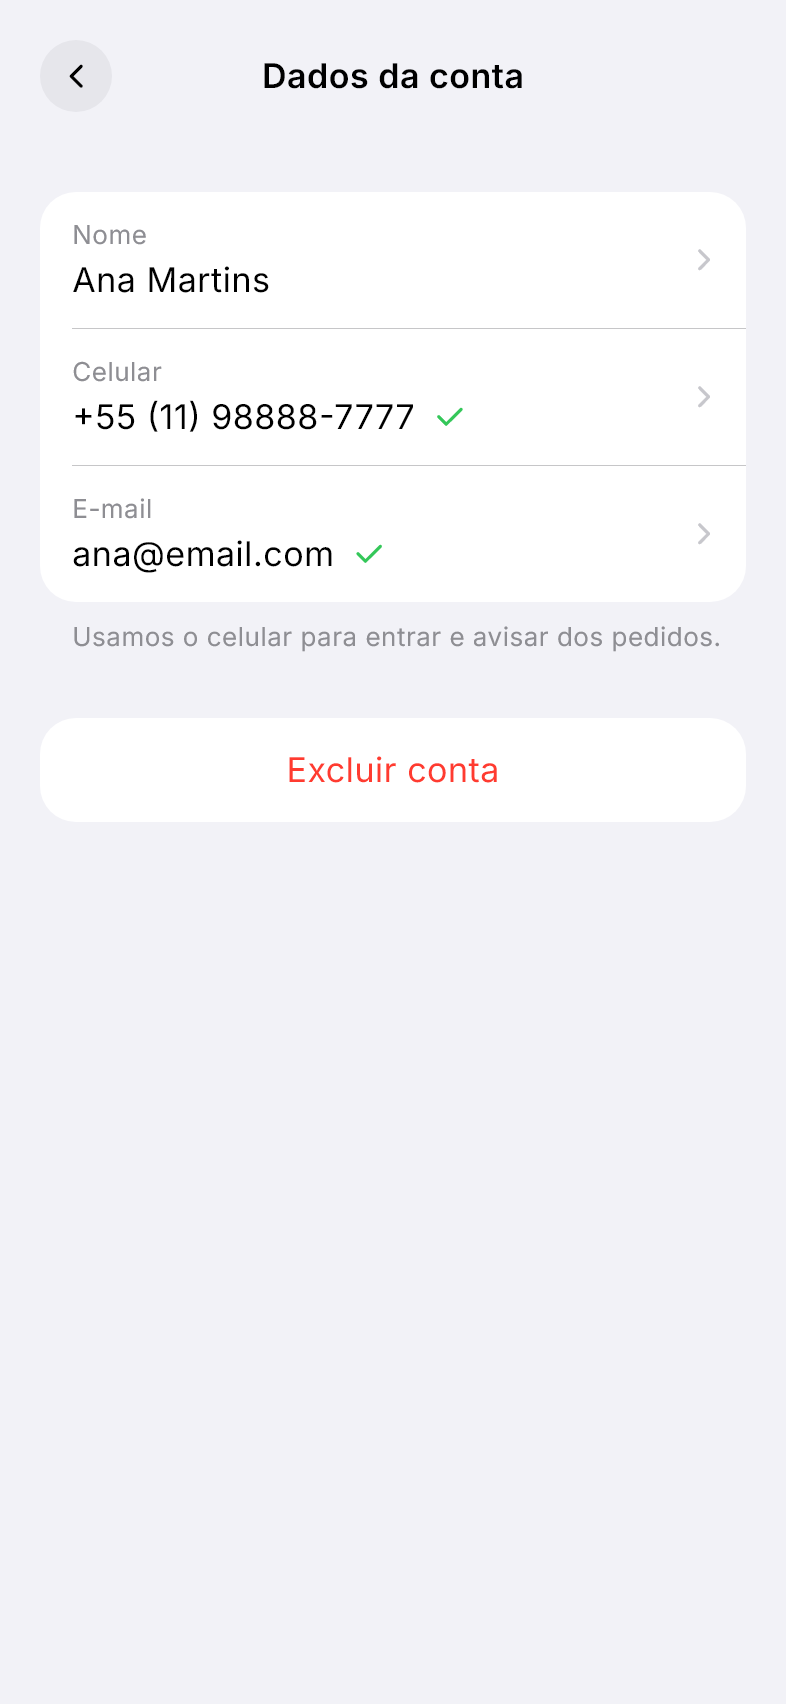 Dados da conta
Nome
Ana Martins
Celular
+55 (11) 98888-7777
E-mail
ana@email.com
Usamos o celular para entrar e avisar dos pedidos.
Excluir conta